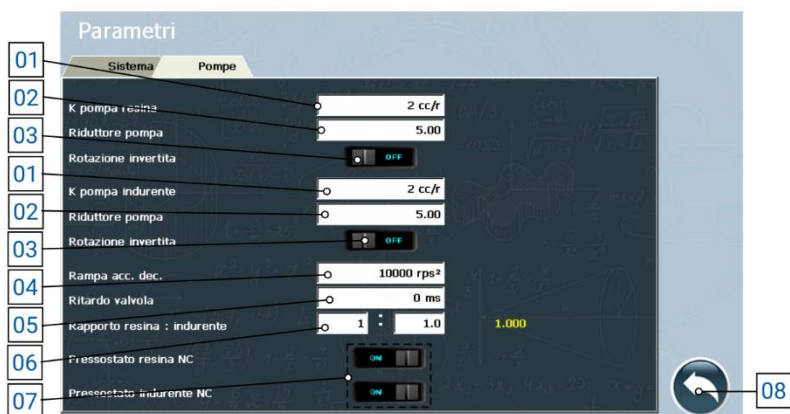 Parametri
Sistema Pompe
01 K pompa resina 2 cc/r
02 Riduttore pompa 5.00
03 Rotazione invertita OFF
01 K pompa indurente 2 cc/r
02 Riduttore pompa 5.00
03 Rotazione invertita OFF
04 Rampa acc. dec. 10000 rps²
05 Ritardo valvola 0 ms
06 Rapporto resina : indurente 1 : 1.0 1.000
Pressostato resina NC ON
07 Pressostato indurente NC ON
08